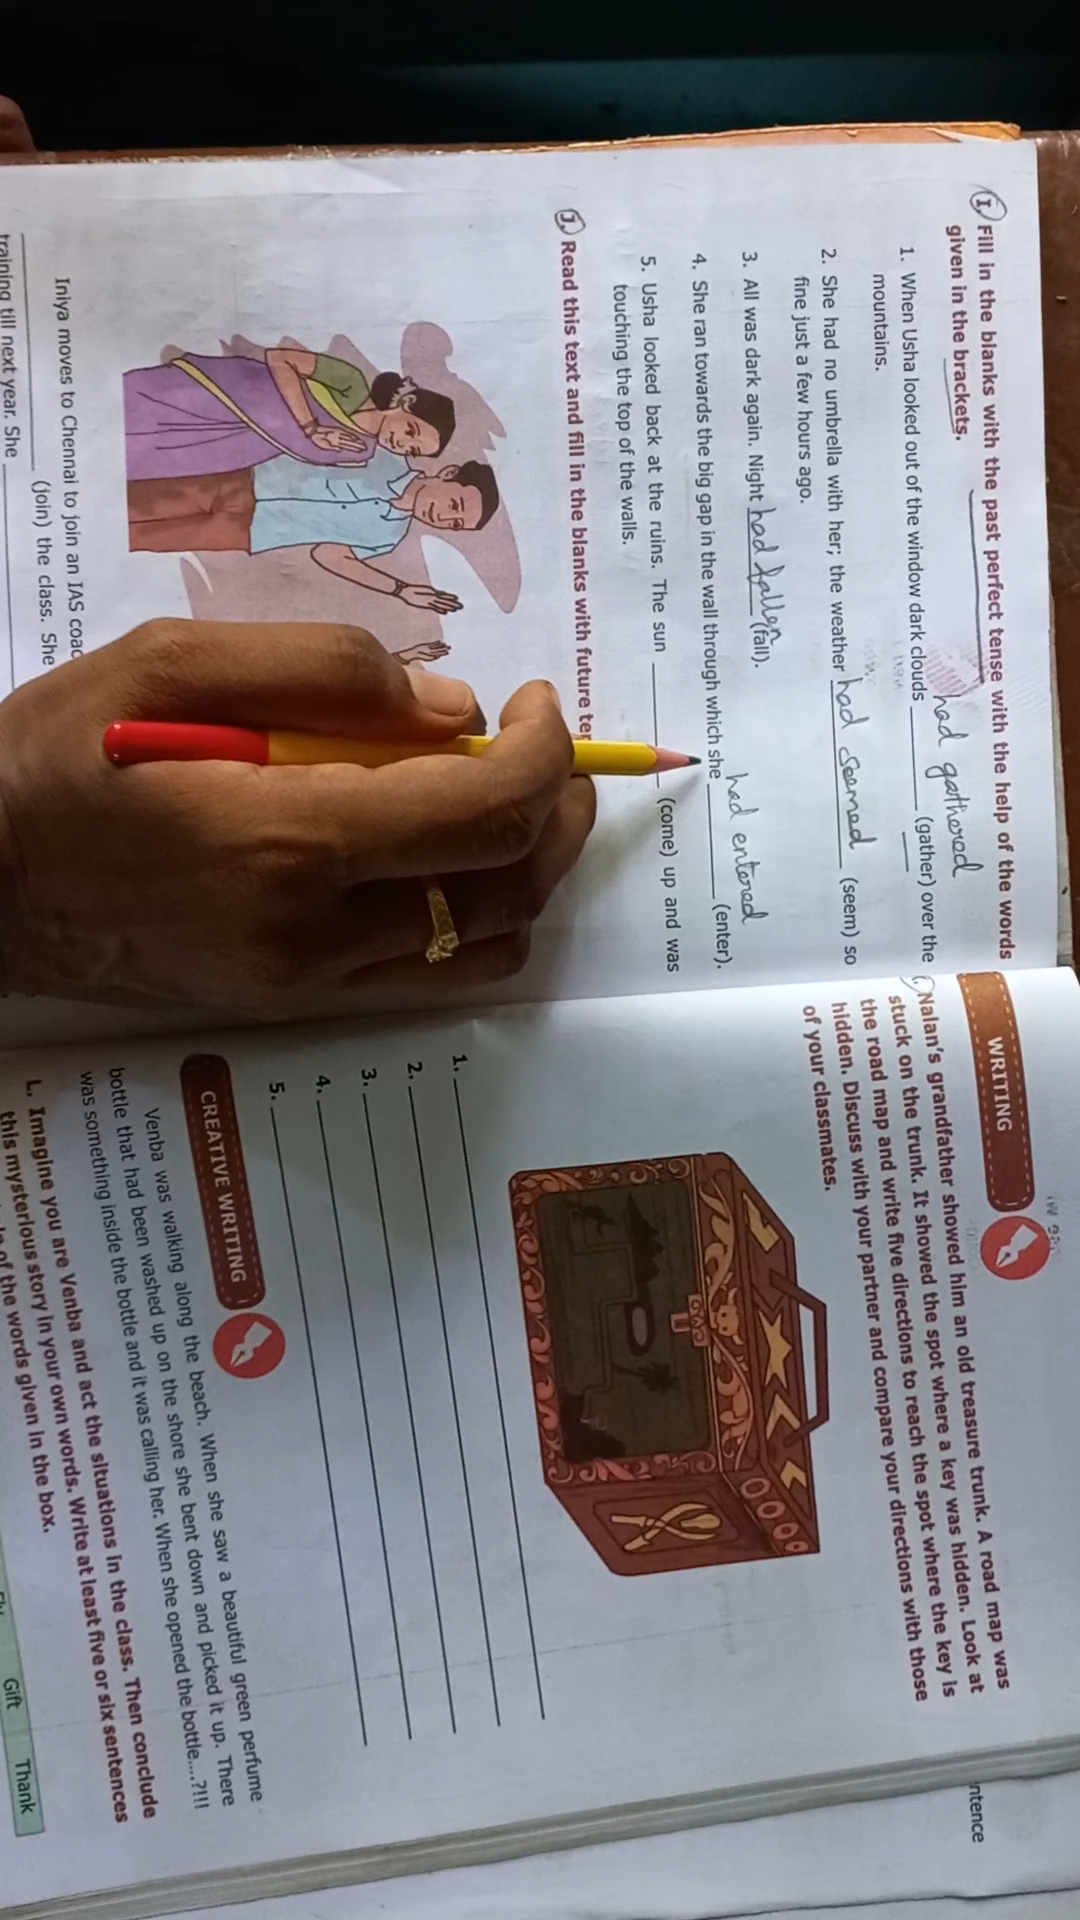 I. Fill in the blanks with the past perfect tense with the help of the words
given in the brackets.
had gathered
1. When Usha looked out of the window dark clouds ________ (gather) over the
mountains.
2. She had no umbrella with her; the weather had seemed (seem) so
fine just a few hours ago.
3. All was dark again. Night had fallen (fall).
had entered
4. She ran towards the big gap in the wall through which she ________ (enter).
5. Usha looked back at the ruins. The sun ________ (come) up and was
touching the top of the walls.
J. Read this text and fill in the blanks with future
Iniya moves to Chennai to join an IAS
________ (join) the class. She
training till next year. She
WRITING
Nalan's grandfather showed him an old treasure trunk. A road map was
stuck on the trunk. It showed the spot where a key was hidden. Look at
the road map and write five directions to reach the spot where the key is
hidden. Discuss with your partner and compare your directions with those
of your classmates.
1.
2.
3.
4.
5.
CREATIVE WRITING
Venba was walking along the beach. When she saw a beautiful green perfume
bottle that had been washed up on the shore she bent down and picked it up. There
was something inside the bottle and it was calling her. When she opened the bottle....?!!!
L. Imagine you are Venba and act the situations in the class. Then conclude
this mysterious story in your own words. Write at least five or six sentences
of the words given in the box.
Gift Thank
ntence